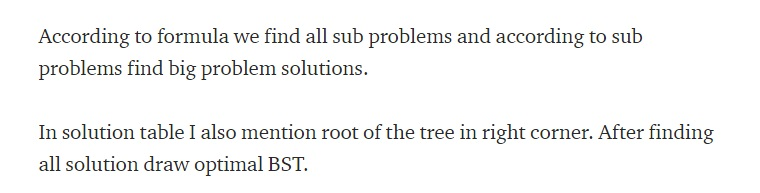 According to formula we find all sub problems and according to sub
problems find big problem solutions.
In solution table I also mention root of the tree in right corner. After finding
all solution draw optimal BST.